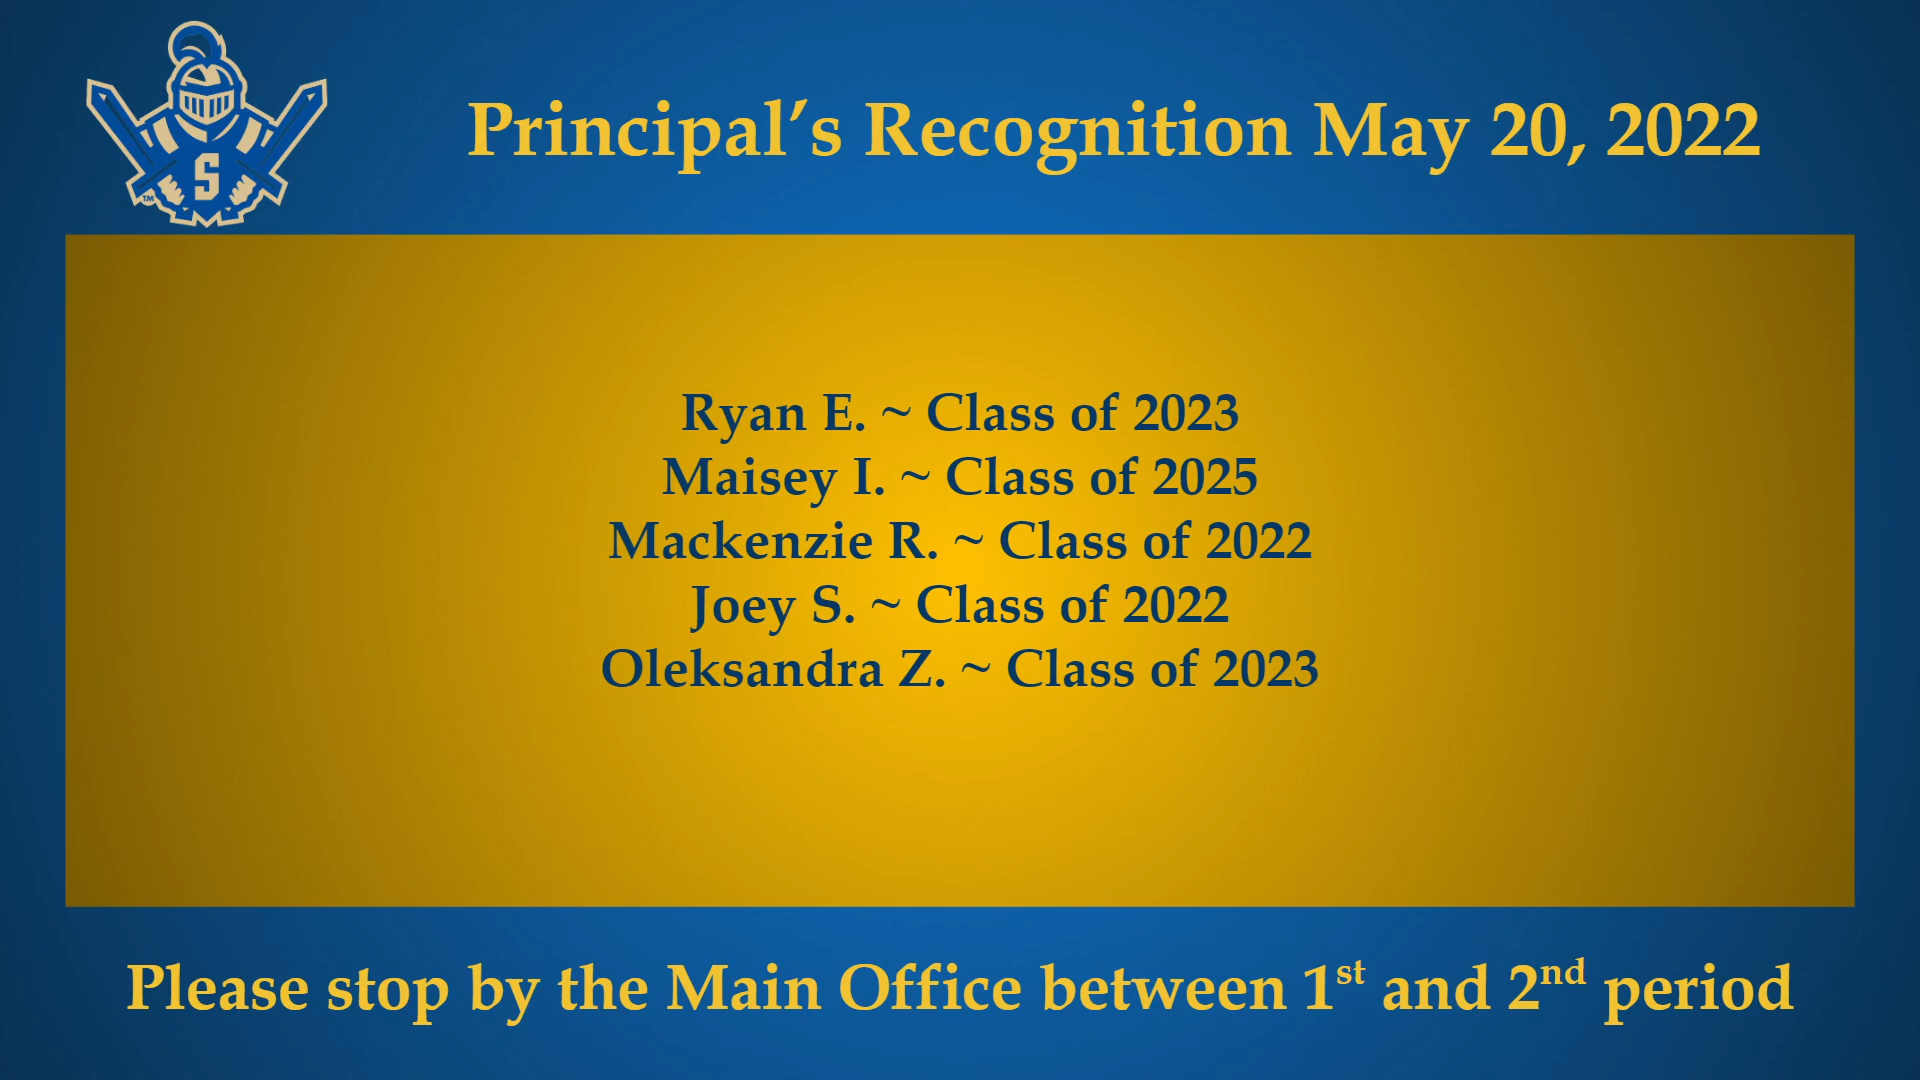 Principal’s Recognition May 20, 2022
S
TM
Ryan E. ~ Class of 2023
Maisey I. ~ Class of 2025
Mackenzie R. ~ Class of 2022
Joey S. ~ Class of 2022
Oleksandra Z. ~ Class of 2023
Please stop by the Main Office between 1st and 2nd period